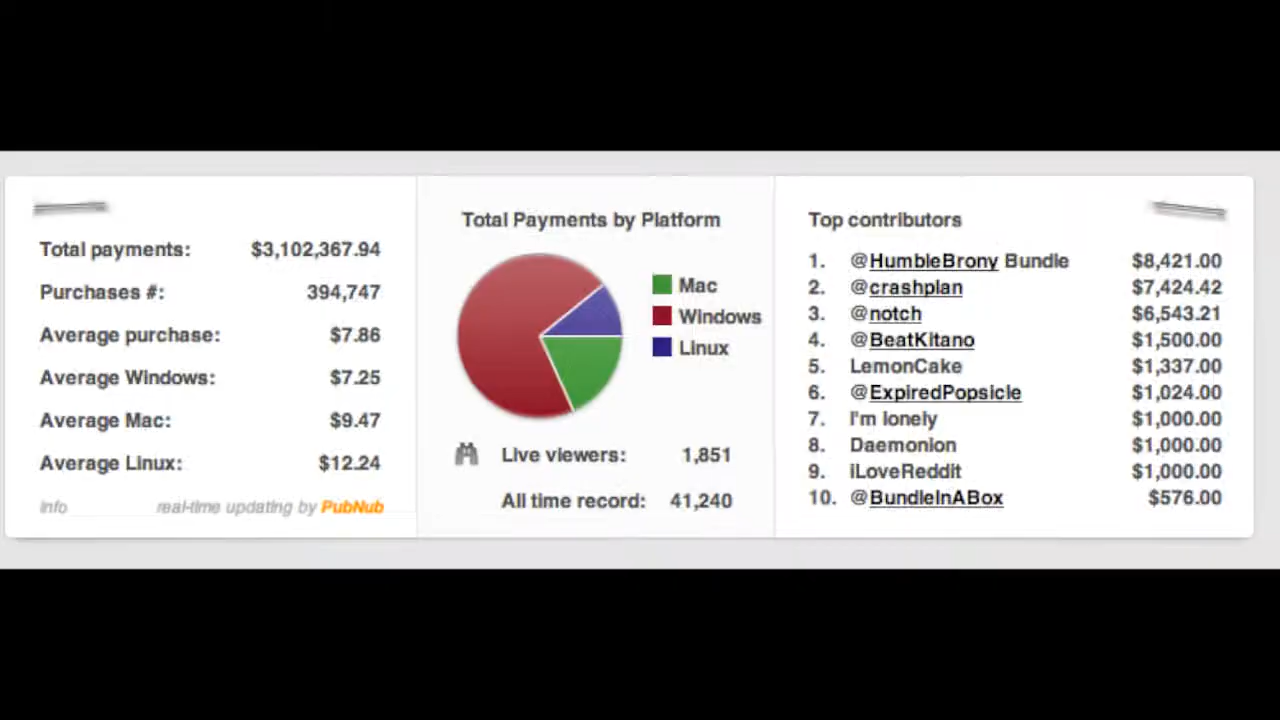 Total payments: $3,102,367.94
Purchases #: 394,747
Average purchase: $7.86
Average Windows: $7.25
Average Mac: $9.47
Average Linux: $12.24
info real-time updating by PubNub
Total Payments by Platform
Mac
Windows
Linux
Live viewers: 1,851
All time record: 41,240
Top contributors
1. @HumbleBrony Bundle $8,421.00
2. @crashplan $7,424.42
3. @notch $6,543.21
4. @BeatKitano $1,500.00
5. LemonCake $1,337.00
6. @ExpiredPopsicle $1,024.00
7. I'm lonely $1,000.00
8. Daemonion $1,000.00
9. iLoveReddit $1,000.00
10. @BundleInABox $576.00